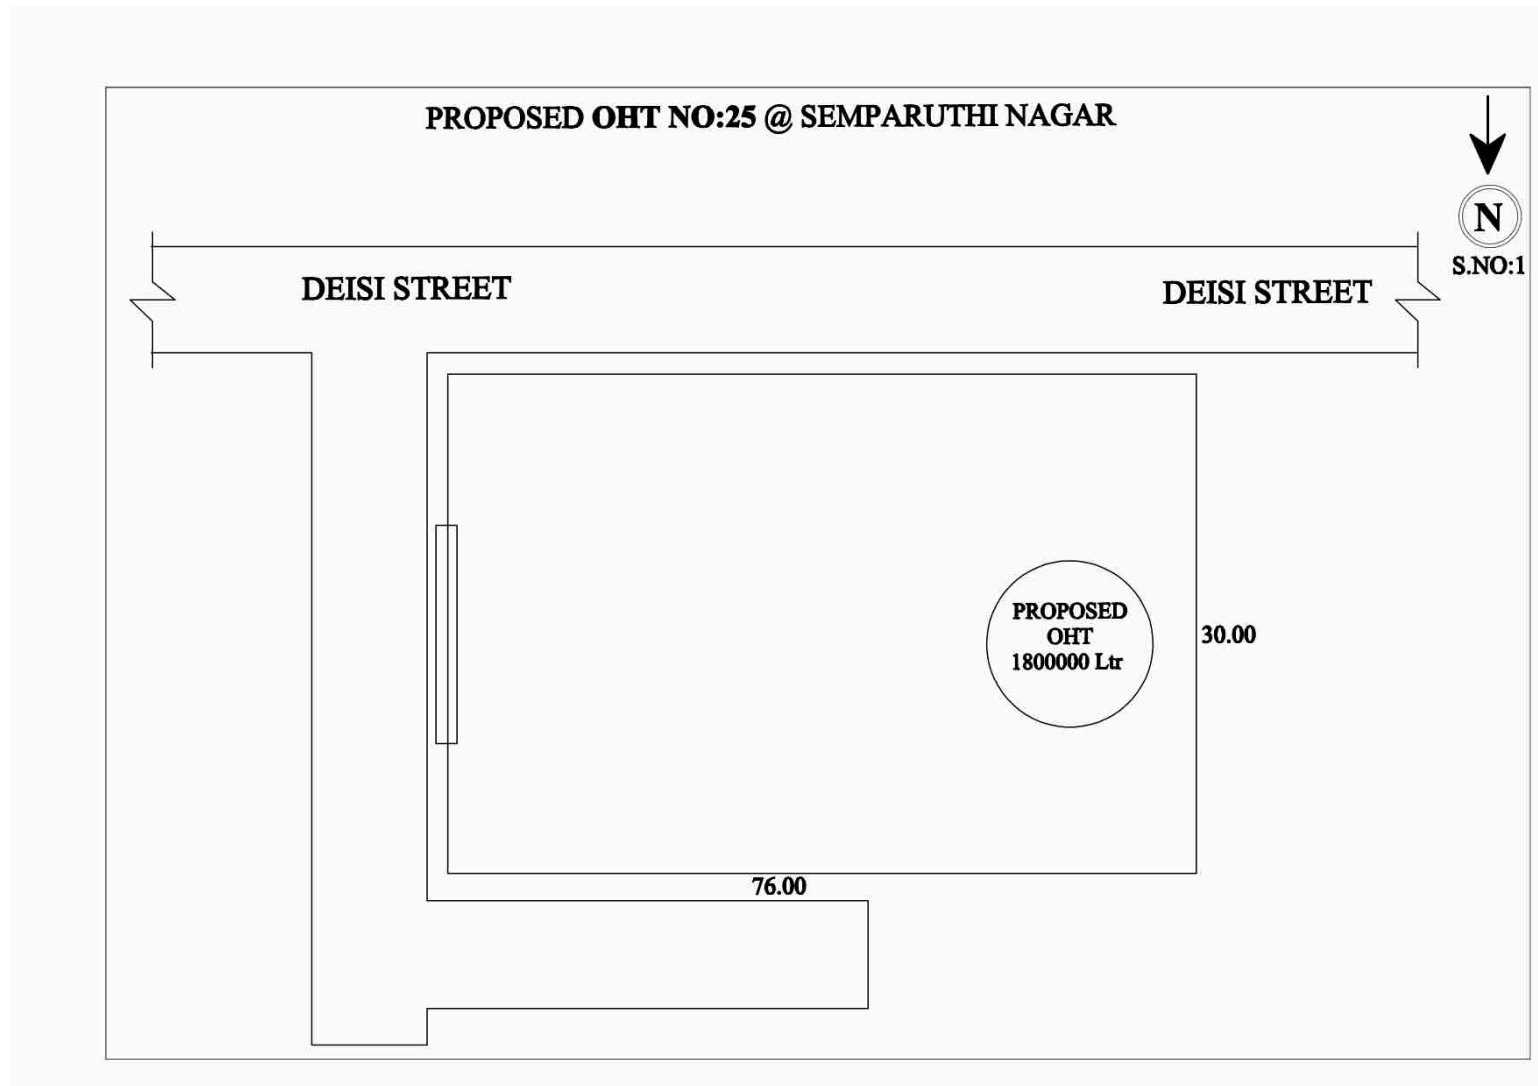 PROPOSED OHT NO:25 @ SEMPARUTHI NAGAR
N
S.NO:1
DEISI STREET
DEISI STREET
PROPOSED
OHT
1800000 Ltr
30.00
76.00